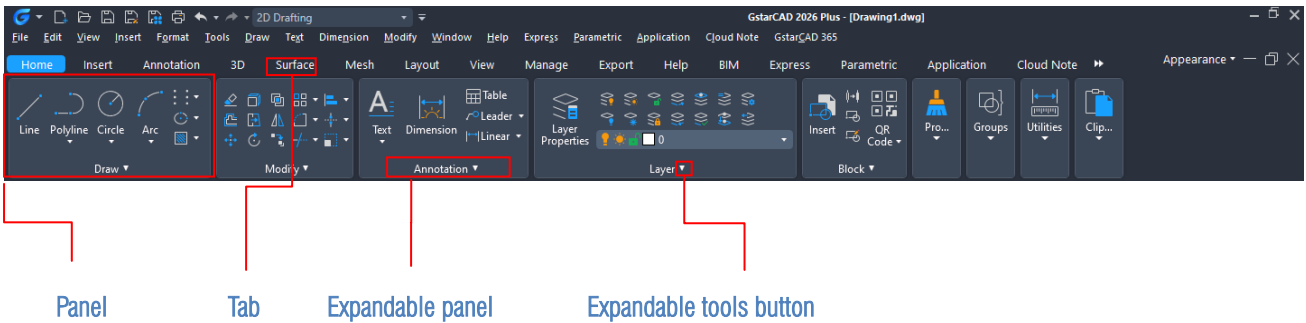 2D Drafting GstarCAD 2026 Plus - [Drawing1.dwg]
File Edit View Insert Format Tools Draw Text Dimension Modify Window Help Express Parametric Application Cloud Note GstarCAD 365
Home Insert Annotation 3D Surface Mesh Layout View Manage Export Help BIM Express Parametric Application Cloud Note Appearance
Table
Leader
Line Polyline Circle Arc Text Dimension Layer Properties Insert QR Code Pro... Groups Utilities Clip...
Linear
0
Draw Modify Annotation Layer Block
Panel Tab Expandable panel Expandable tools button